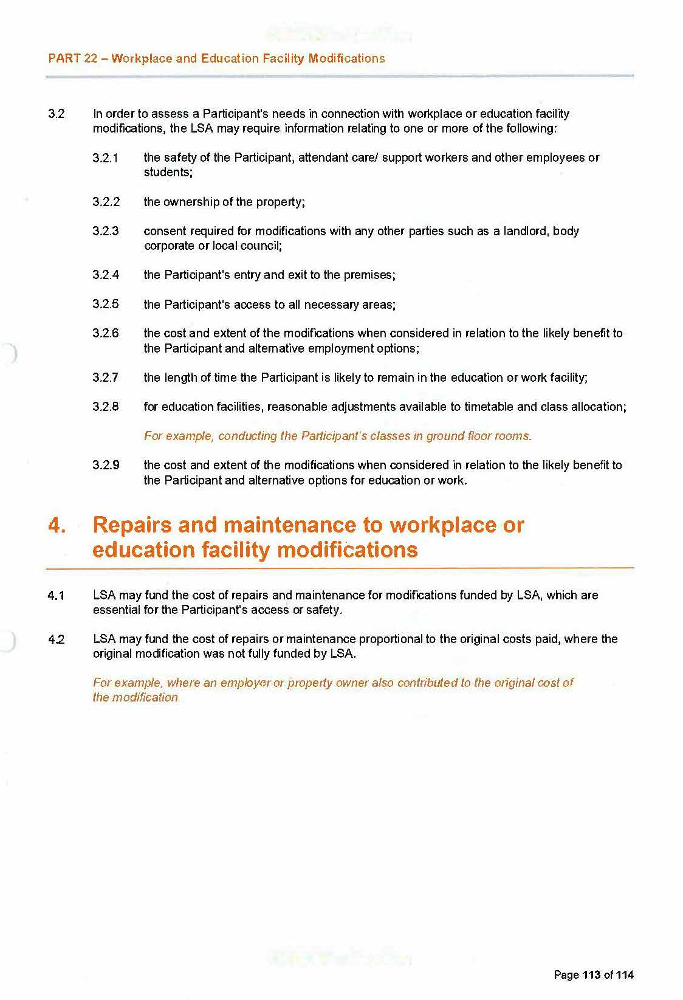 PART 22 – Workplace and Education Facility Modifications
3.2 In order to assess a Participant's needs in connection with workplace or education facility
modifications, the LSA may require information relating to one or more of the following:
3.2.1 the safety of the Participant, attendant care/ support workers and other employees or
students;
3.2.2 the ownership of the property;
3.2.3 consent required for modifications with any other parties such as a landlord, body
corporate or local council;
3.2.4 the Participant's entry and exit to the premises;
3.2.5 the Participant's access to all necessary areas;
3.2.6 the cost and extent of the modifications when considered in relation to the likely benefit to
the Participant and alternative employment options;
3.2.7 the length of time the Participant is likely to remain in the education or work facility;
3.2.8 for education facilities, reasonable adjustments available to timetable and class allocation;
For example, conducting the Participant's classes in ground floor rooms.
3.2.9 the cost and extent of the modifications when considered in relation to the likely benefit to
the Participant and alternative options for education or work.
4. Repairs and maintenance to workplace or
education facility modifications
4.1 LSA may fund the cost of repairs and maintenance for modifications funded by LSA, which are
essential for the Participant's access or safety.
4.2 LSA may fund the cost of repairs or maintenance proportional to the original costs paid, where the
original modification was not fully funded by LSA.
For example, where an employer or property owner also contributed to the original cost of
the modification.
Page 113 of 114